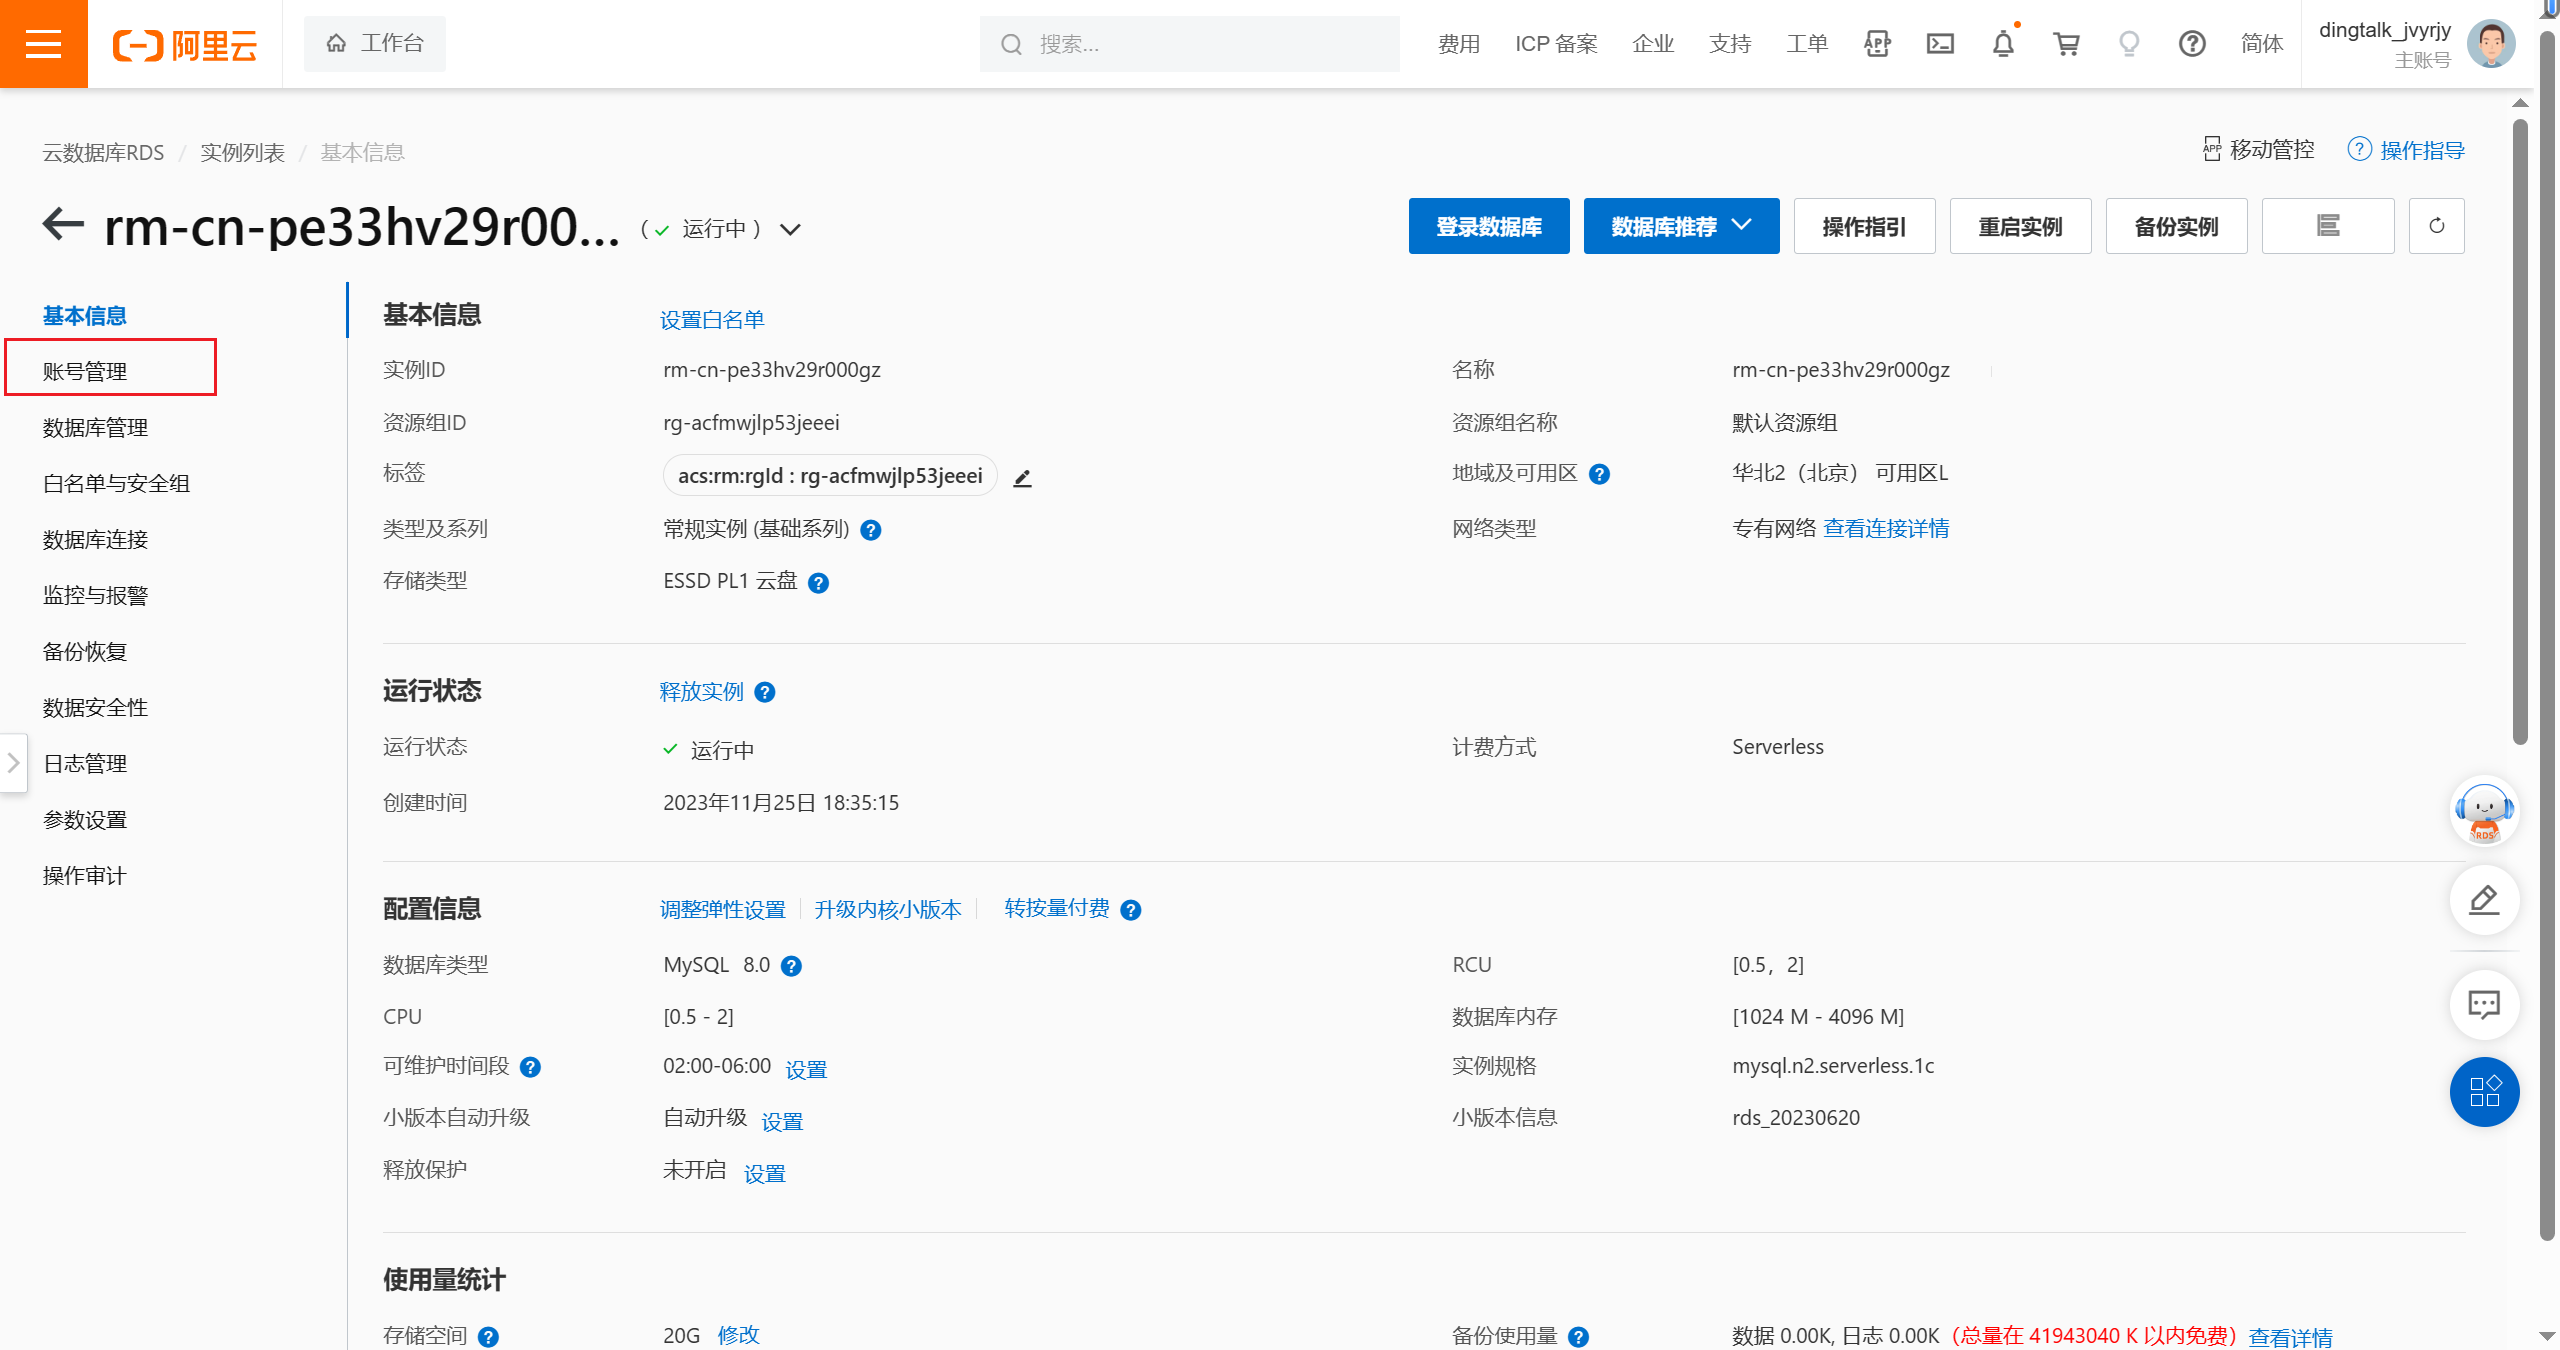 阿里云
工作台
搜索...
费用
ICP 备案
企业
支持
工单
APP
简体
dingtalk_jvyrjy
主账号
云数据库RDS / 实例列表 / 基本信息
APP 移动管控
? 操作指导
rm-cn-pe33hv29r00... ( 运行中 )
登录数据库
数据库推荐
操作指引
重启实例
备份实例
基本信息
账号管理
数据库管理
白名单与安全组
数据库连接
监控与报警
备份恢复
数据安全性
日志管理
参数设置
操作审计
基本信息 设置白名单
实例ID rm-cn-pe33hv29r000gz 名称 rm-cn-pe33hv29r000gz
资源组ID rg-acfmwjlp53jeeei 资源组名称 默认资源组
标签 acs:rm:rgId : rg-acfmwjlp53jeeei 地域及可用区 ? 华北2（北京） 可用区L
类型及系列 常规实例 (基础系列) ? 网络类型 专有网络 查看连接详情
存储类型 ESSD PL1 云盘 ?
运行状态 释放实例 ?
运行状态 运行中 计费方式 Serverless
创建时间 2023年11月25日 18:35:15
配置信息 调整弹性设置 升级内核小版本 转按量付费 ?
数据库类型 MySQL 8.0 ? RCU [0.5，2]
CPU [0.5 - 2] 数据库内存 [1024 M - 4096 M]
可维护时间段 ? 02:00-06:00 设置 实例规格 mysql.n2.serverless.1c
小版本自动升级 自动升级 设置 小版本信息 rds_20230620
释放保护 未开启 设置
使用量统计
存储空间 ? 20G 修改 备份使用量 ? 数据 0.00K, 日志 0.00K（总量在 41943040 K 以内免费） 查看详情
RDS